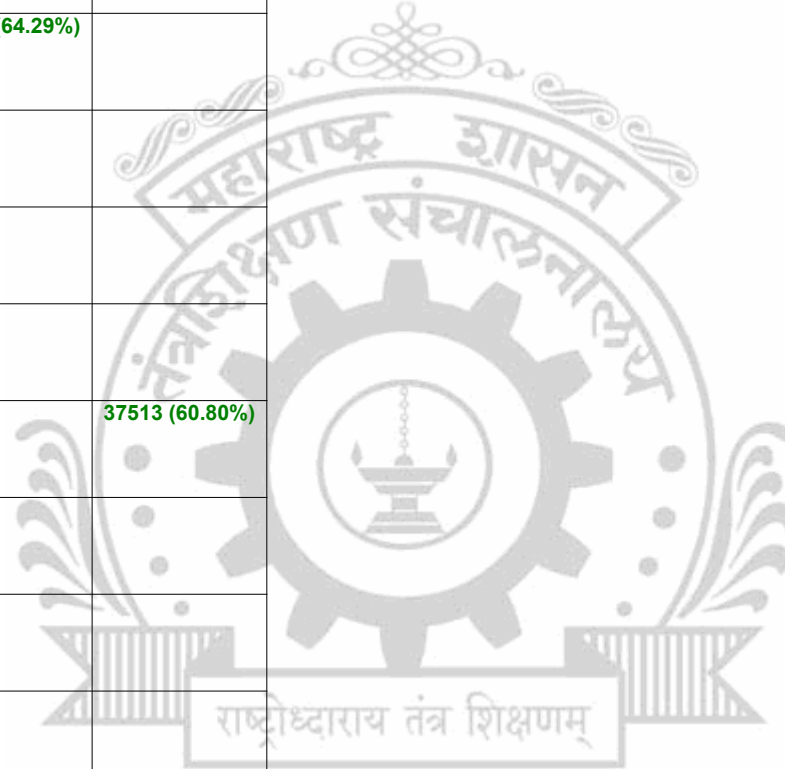 64.29%)
महाराष्ट्र शासन
तंत्रशिक्षण संचालनालय
37513 (60.80%)
राष्ट्रोध्दाराय तंत्र शिक्षणम्